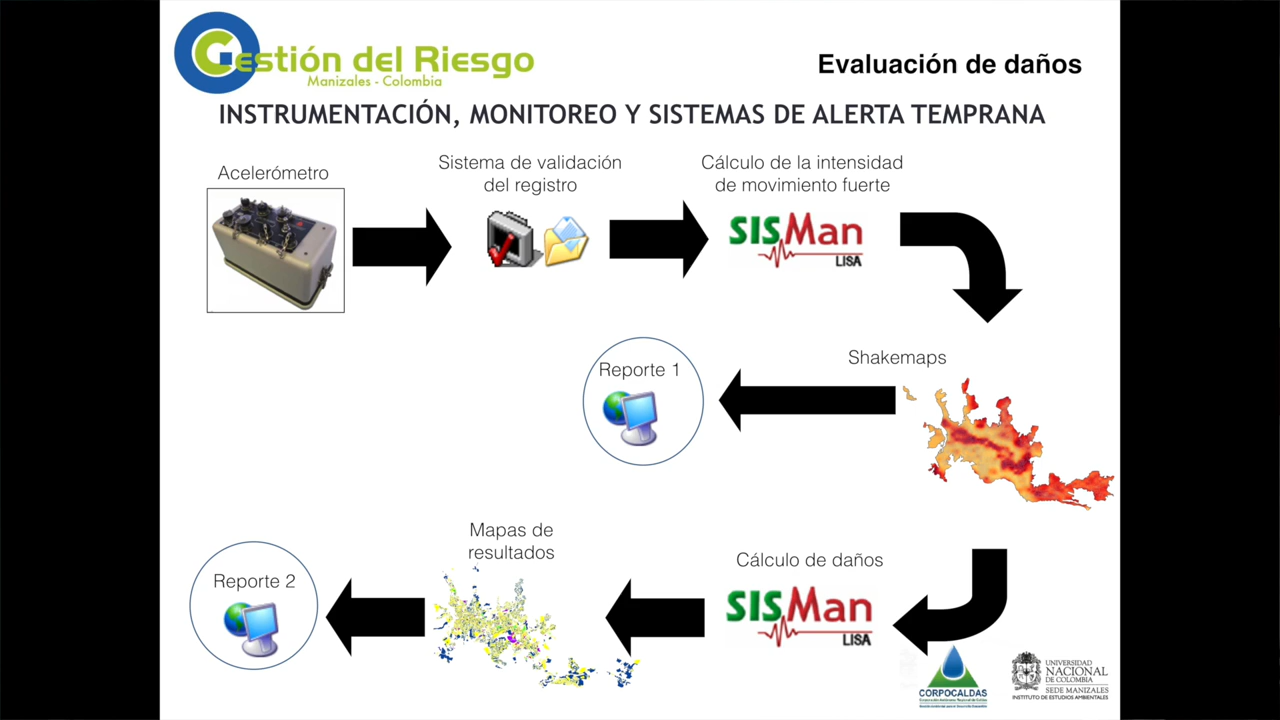 Gestión del Riesgo
Manizales - Colombia
Evaluación de daños
INSTRUMENTACIÓN, MONITOREO Y SISTEMAS DE ALERTA TEMPRANA
Acelerómetro
Sistema de validación
del registro
Cálculo de la intensidad
de movimiento fuerte
SISMan
LISA
Shakemaps
Reporte 1
Mapas de
resultados
Cálculo de daños
Reporte 2
SISMan
LISA
CORPOCALDAS
UNIVERSIDAD
NACIONAL
DE COLOMBIA
SEDE MANIZALES
INSTITUTO DE ESTUDIOS AMBIENTALES